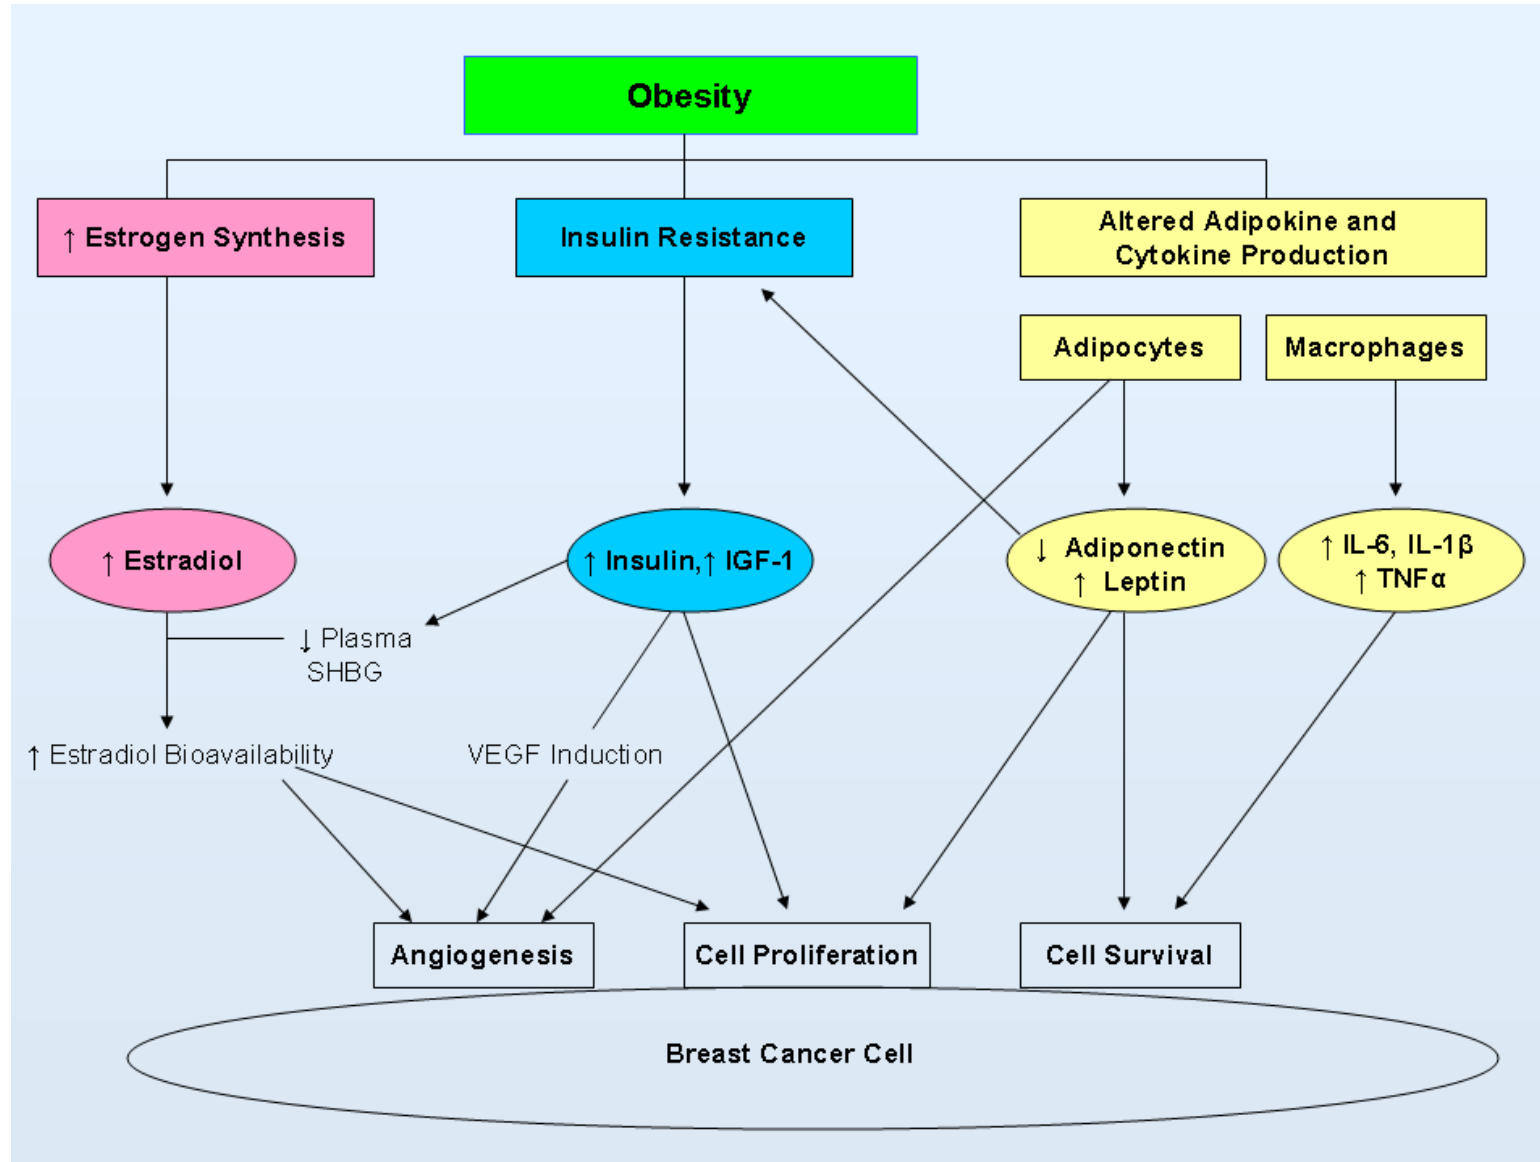 Obesity
↑ Estrogen Synthesis
Insulin Resistance
Altered Adipokine and
Cytokine Production
Adipocytes
Macrophages
↑ Estradiol
↑ Insulin,↑ IGF-1
↓ Adiponectin
↑ Leptin
↑ IL-6, IL-1β
↑ TNFα
↓ Plasma
SHBG
↑ Estradiol Bioavailability
VEGF Induction
Angiogenesis
Cell Proliferation
Cell Survival
Breast Cancer Cell